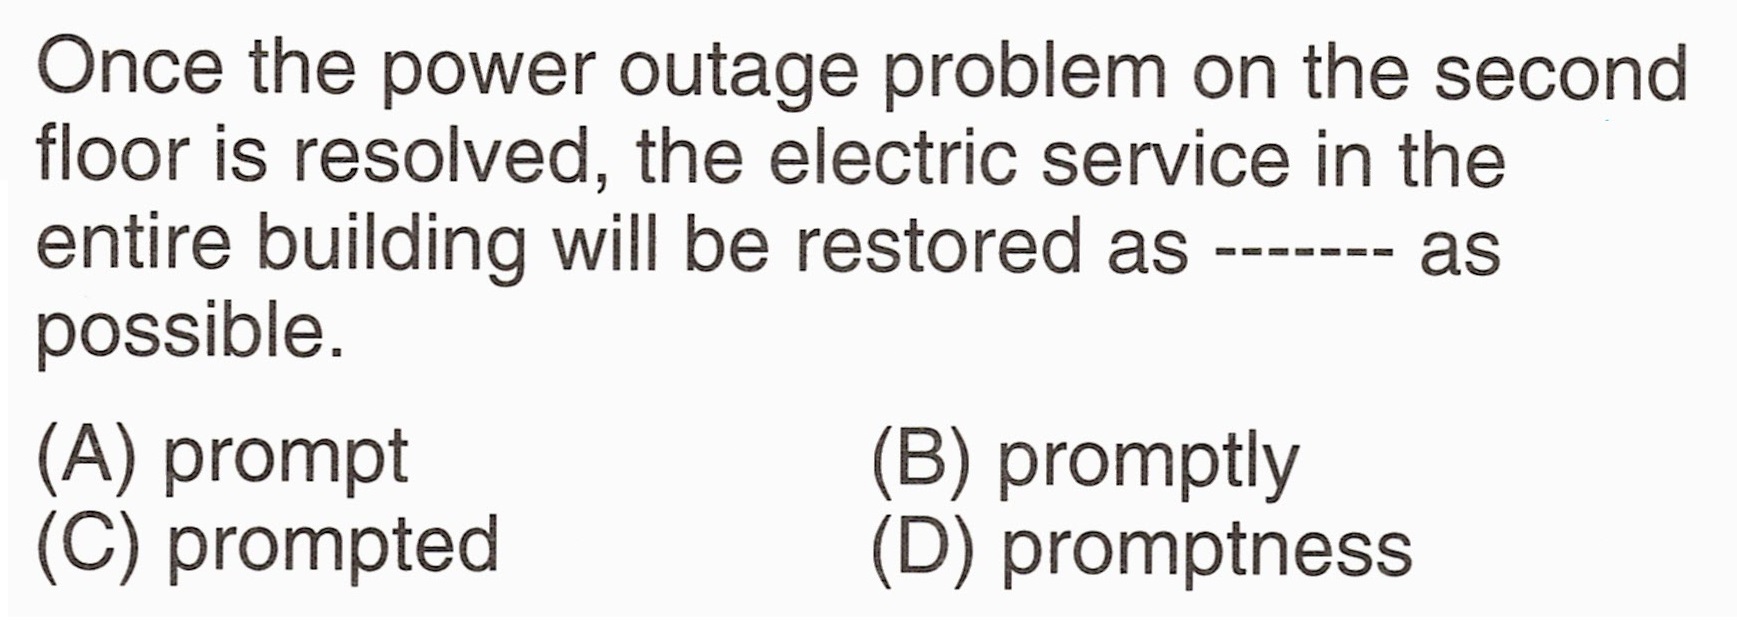 Once the power outage problem on the second
floor is resolved, the electric service in the
entire building will be restored as ------- as
possible.
(A) prompt (B) promptly
(C) prompted (D) promptness